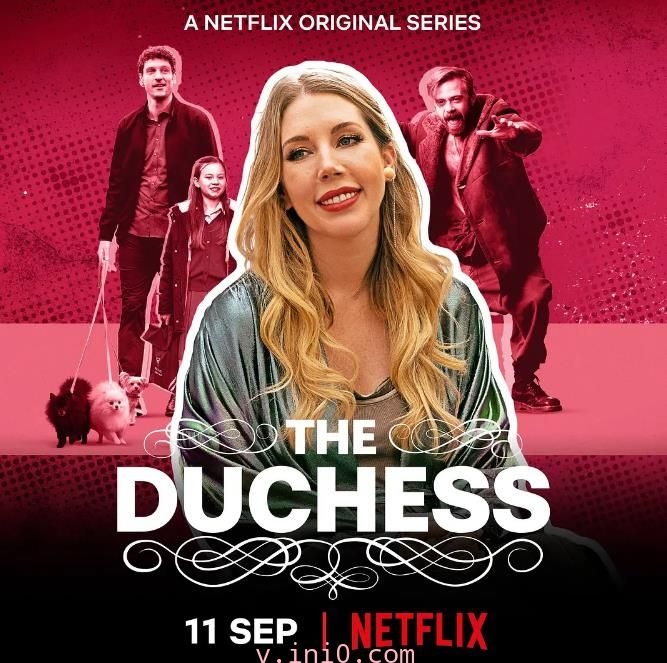 A NETFLIX ORIGINAL SERIES
THE
DUCHESS
11 SEP | NETFLIX
v.ini0.com